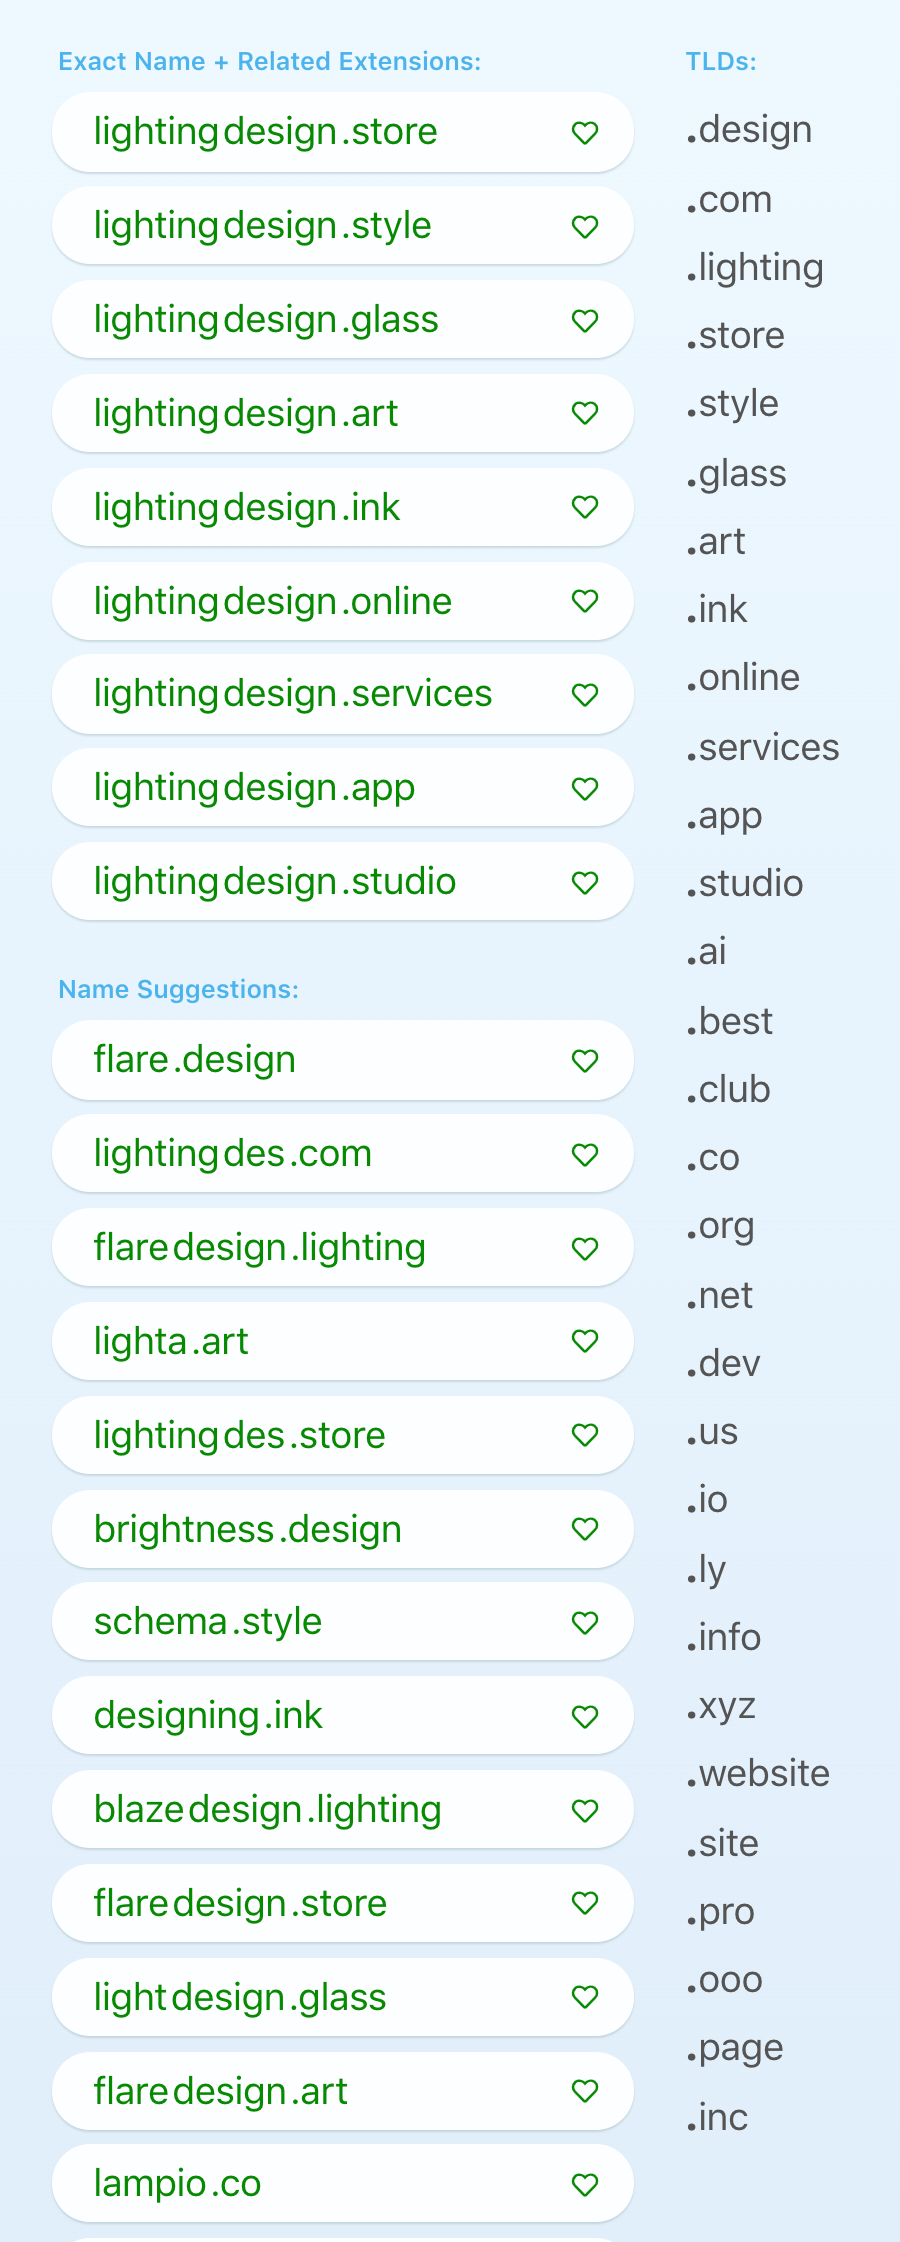 Exact Name + Related Extensions:
lightingdesign.store
lightingdesign.style
lightingdesign.glass
lightingdesign.art
lightingdesign.ink
lightingdesign.online
lightingdesign.services
lightingdesign.app
lightingdesign.studio
Name Suggestions:
flare.design
lightingdes.com
flaredesign.lighting
lighta.art
lightingdes.store
brightness.design
schema.style
designing.ink
blazedesign.lighting
flaredesign.store
lightdesign.glass
flaredesign.art
lampio.co
TLDs:
.design
.com
.lighting
.store
.style
.glass
.art
.ink
.online
.services
.app
.studio
.ai
.best
.club
.co
.org
.net
.dev
.us
.io
.ly
.info
.xyz
.website
.site
.pro
.ooo
.page
.inc